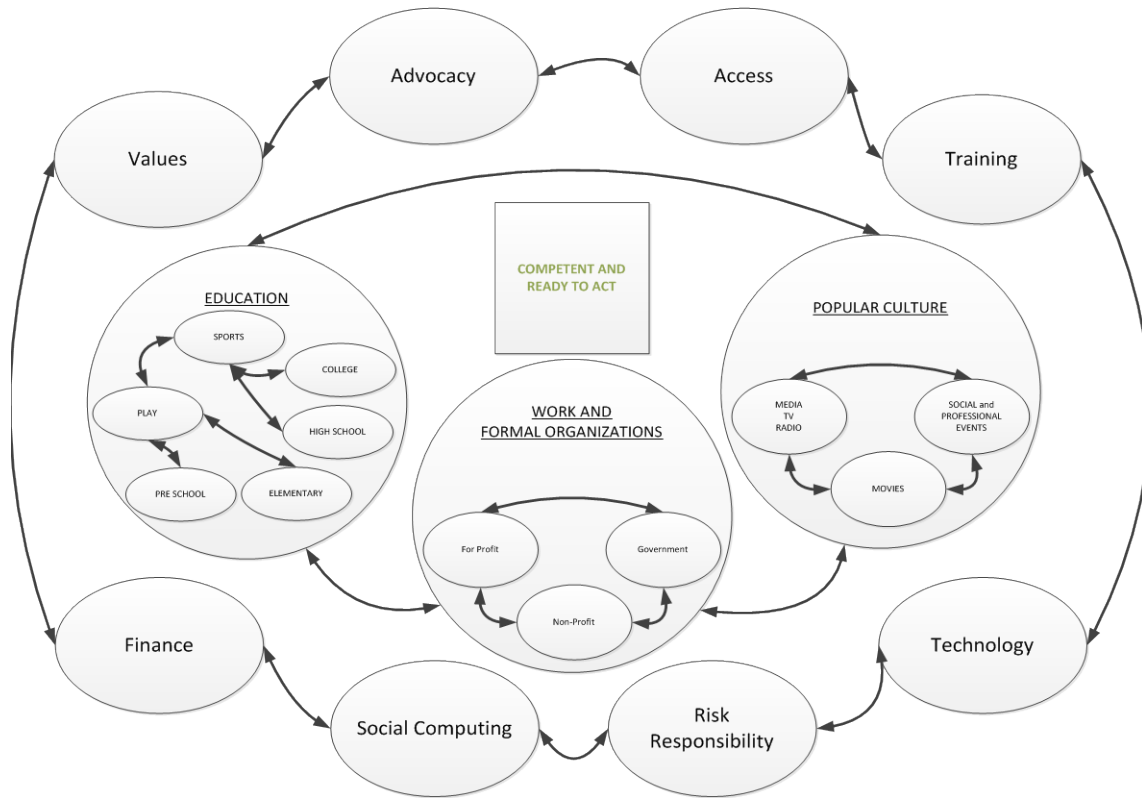 Advocacy
Access
Values
Training
COMPETENT AND
READY TO ACT
EDUCATION
SPORTS
COLLEGE
PLAY
HIGH SCHOOL
PRE SCHOOL
ELEMENTARY
WORK AND
FORMAL ORGANIZATIONS
For Profit
Government
Non-Profit
POPULAR CULTURE
MEDIA
TV
RADIO
SOCIAL and
PROFESSIONAL
EVENTS
MOVIES
Finance
Technology
Social Computing
Risk
Responsibility